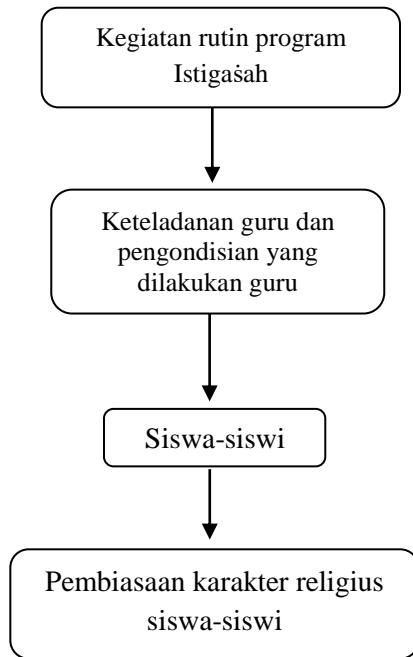 Kegiatan rutin program
Istigaṡah
Keteladanan guru dan
pengondisian yang
dilakukan guru
Siswa-siswi
Pembiasaan karakter religius
siswa-siswi